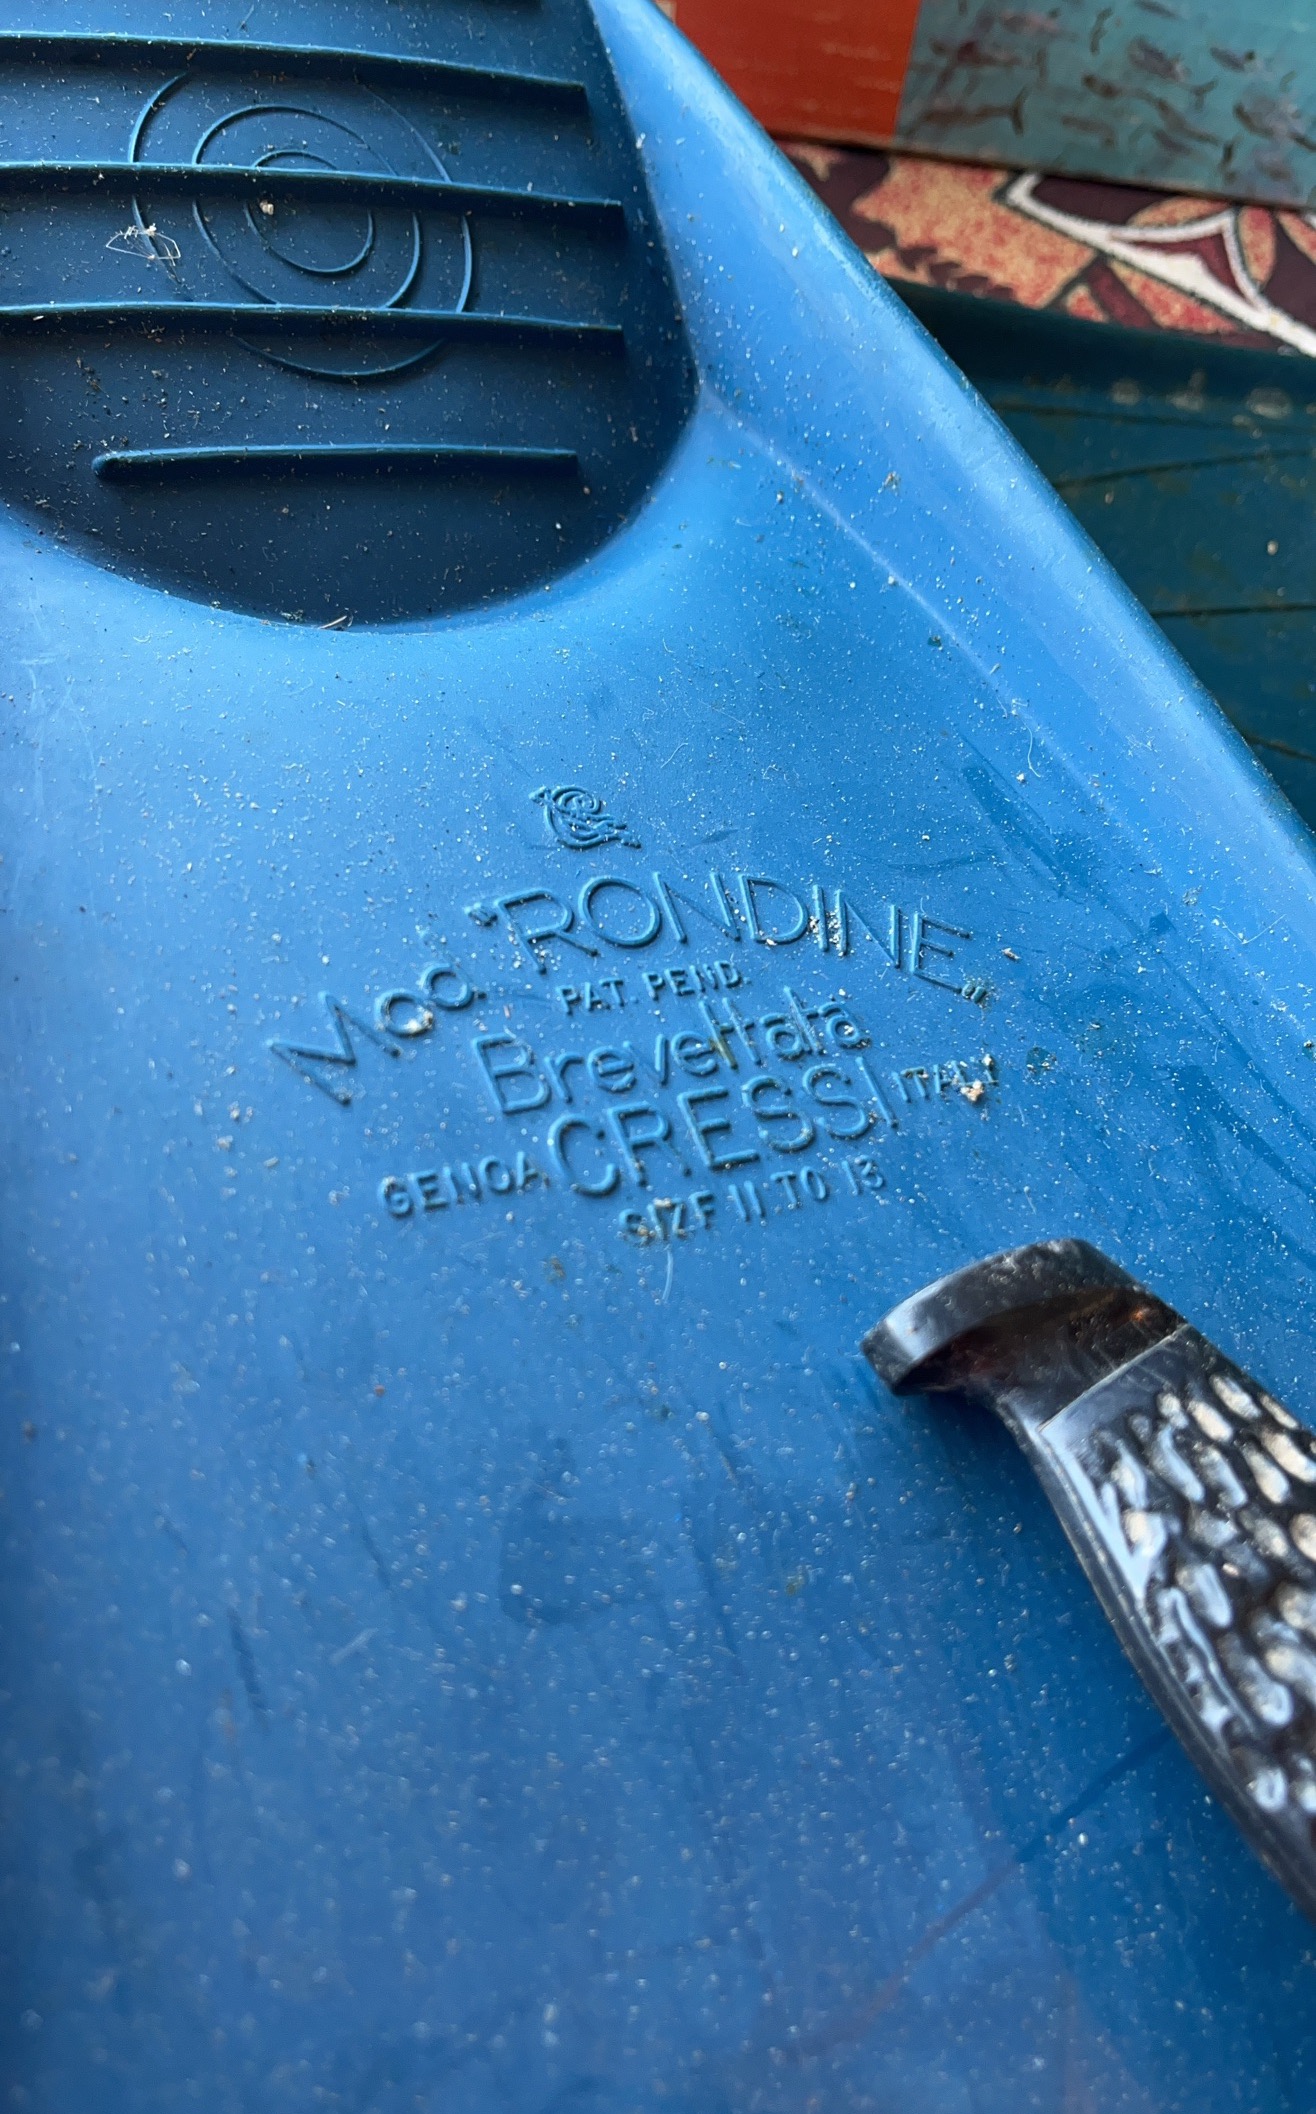 Mod. "RONDINE"
PAT. PEND.
Brevettata
GENOA CRESSI ITALY
SIZE 11 TO 13